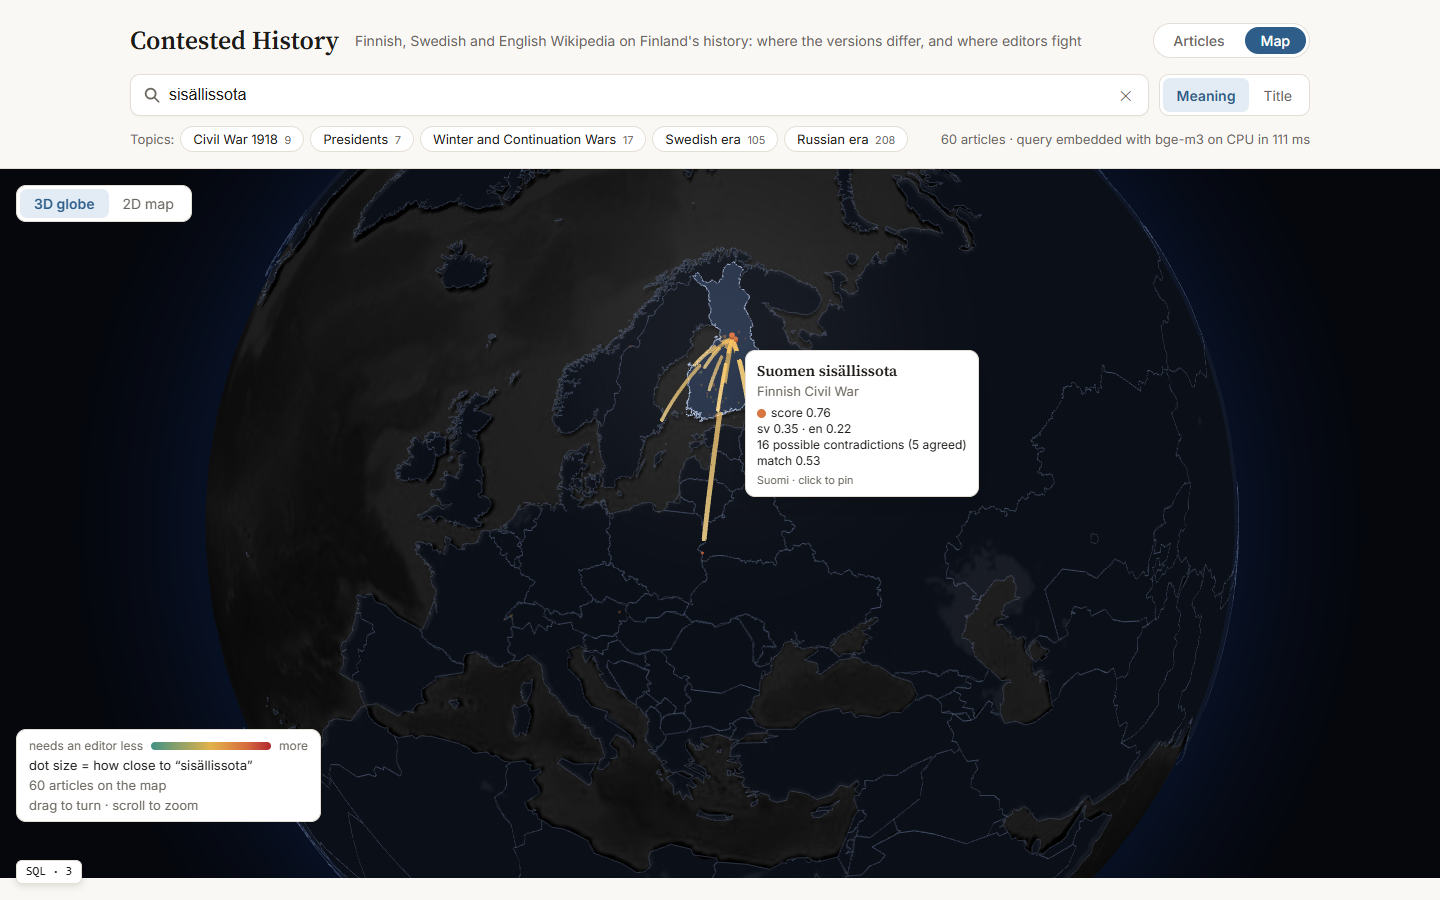 Contested History
Finnish, Swedish and English Wikipedia on Finland's history: where the versions differ, and where editors fight
Articles
Map
sisällissota
Meaning
Title
Topics:
Civil War 1918 9
Presidents 7
Winter and Continuation Wars 17
Swedish era 105
Russian era 208
60 articles · query embedded with bge-m3 on CPU in 111 ms
3D globe
2D map
Suomen sisällissota
Finnish Civil War
score 0.76
sv 0.35 · en 0.22
16 possible contradictions (5 agreed)
match 0.53
Suomi · click to pin
needs an editor less
more
dot size = how close to “sisällissota”
60 articles on the map
drag to turn · scroll to zoom
SQL · 3